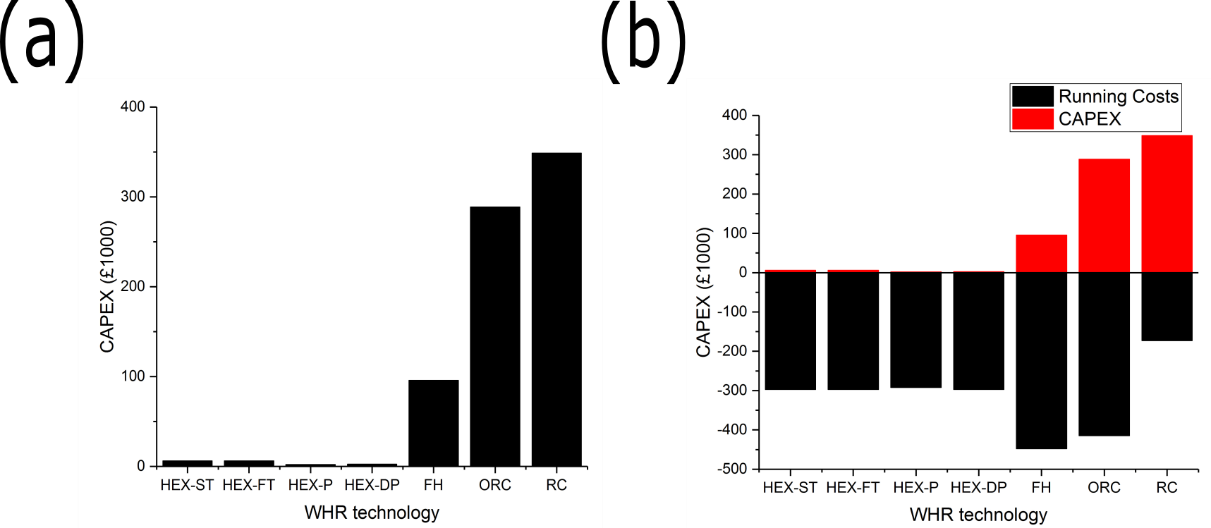 (a)
400
300
200
100
0
CAPEX (£1000)
HEX-ST HEX-FT HEX-P HEX-DP FH ORC RC
WHR technology
(b)
Running Costs
CAPEX
400
300
200
100
0
-100
-200
-300
-400
-500
CAPEX (£1000)
HEX-ST HEX-FT HEX-P HEX-DP FH ORC RC
WHR technology